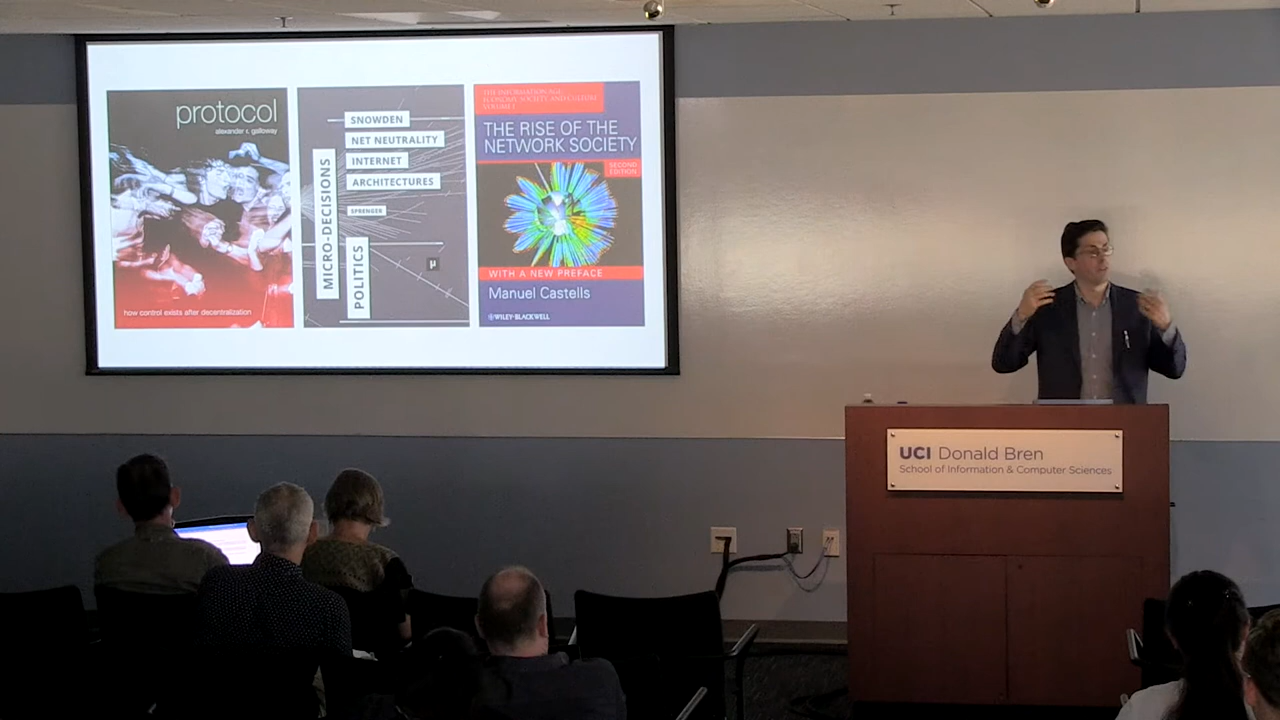 protocol
alexander r. galloway
how control exists after decentralization
SNOWDEN
NET NEUTRALITY
INTERNET
ARCHITECTURES
SPRENGER
MICRO-DECISIONS
POLITICS
μ
THE INFORMATION AGE
ECONOMY, SOCIETY, AND CULTURE
VOLUME I
THE RISE OF THE
NETWORK SOCIETY
SECOND
EDITION
WITH A NEW PREFACE
Manuel Castells
WILEY-BLACKWELL
UCI Donald Bren
School of Information & Computer Sciences